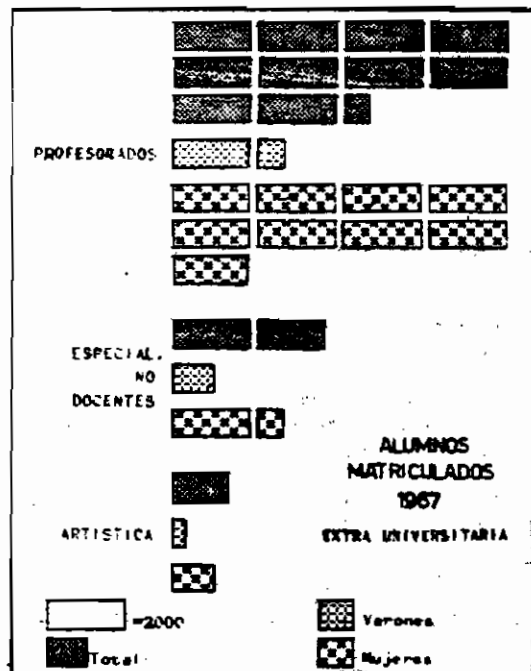 PROFESORADOS
ESPECIAL.
NO
DOCENTES
ALUMNOS
MATRICULADOS
1967
ARTISTICA
EXTRA UNIVERSITARIA
=2000
Varones
Total
Mujeres